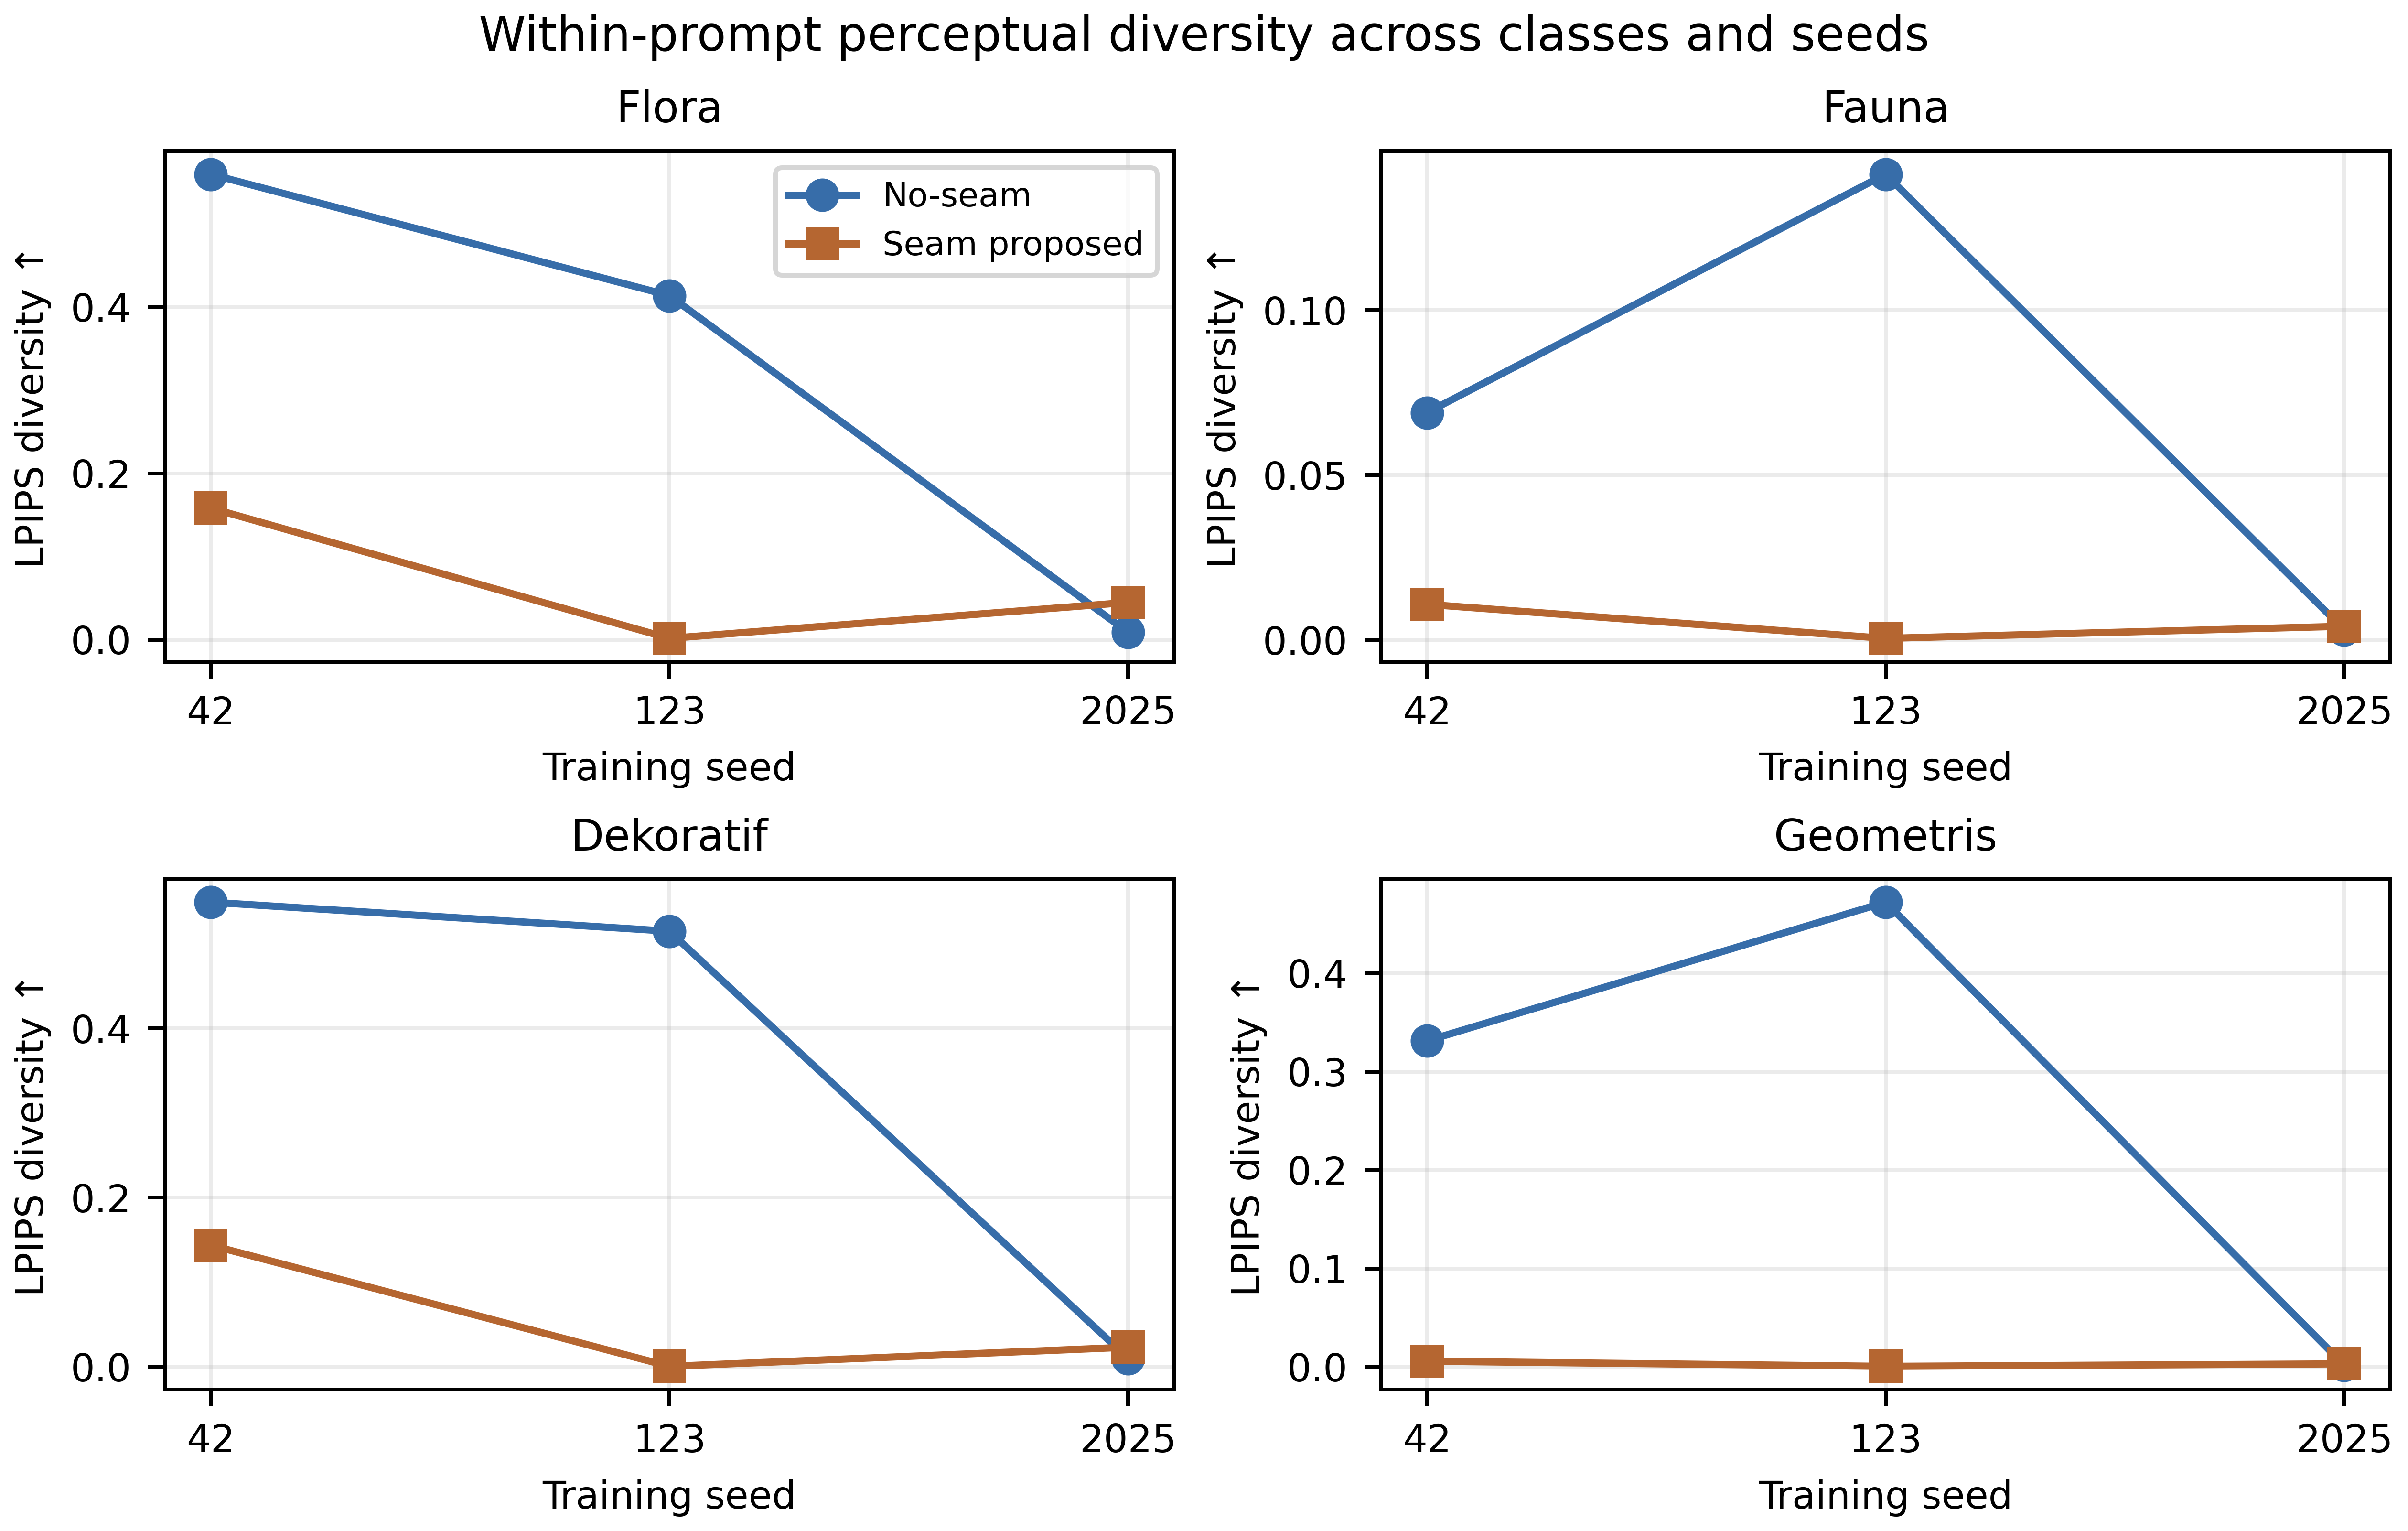 Within-prompt perceptual diversity across classes and seeds
Flora
LPIPS diversity ↑
0.4
0.2
0.0
No-seam
Seam proposed
42 123 2025
Training seed
Fauna
LPIPS diversity ↑
0.10
0.05
0.00
42 123 2025
Training seed
Dekoratif
LPIPS diversity ↑
0.4
0.2
0.0
42 123 2025
Training seed
Geometris
LPIPS diversity ↑
0.4
0.3
0.2
0.1
0.0
42 123 2025
Training seed